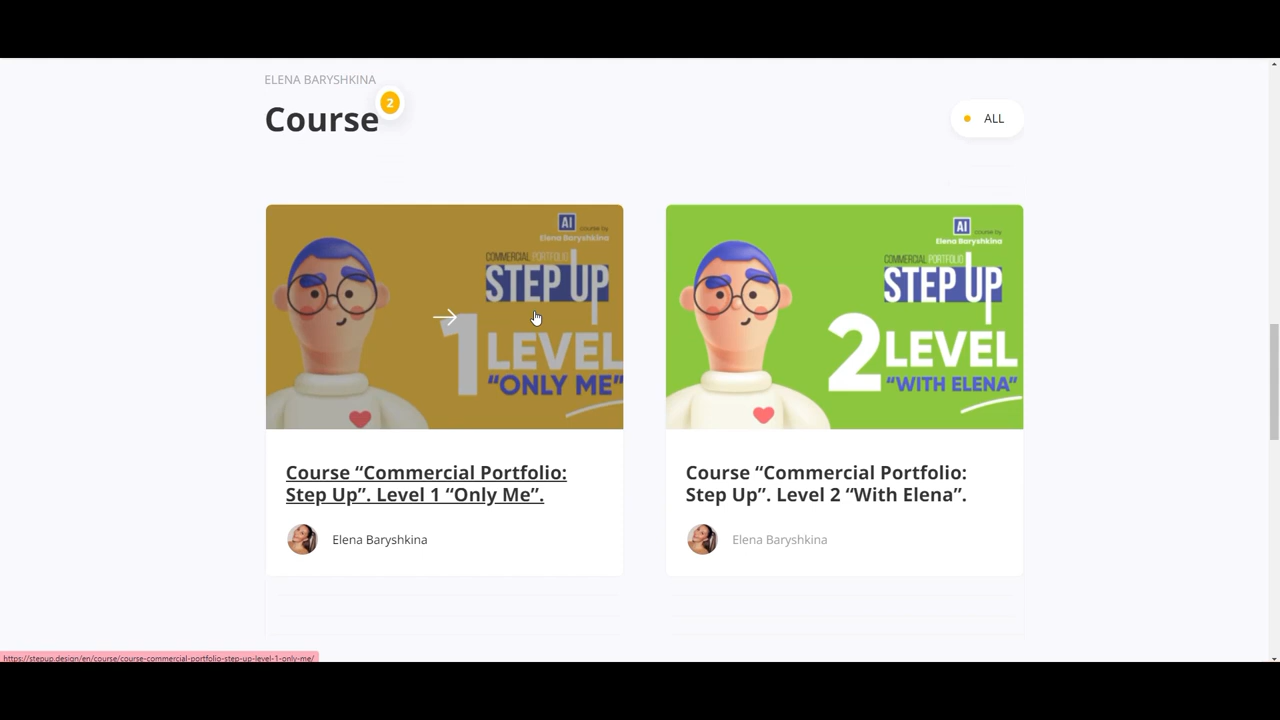 ELENA BARYSHKINA
Course
2
ALL
AI
course by
Elena Baryshkina
COMMERCIAL PORTFOLIO
STEP UP
1 LEVEL
“ONLY ME”
AI
course by
Elena Baryshkina
COMMERCIAL PORTFOLIO
STEP UP
2 LEVEL
“WITH ELENA”
Course “Commercial Portfolio:
Step Up”. Level 1 “Only Me”.
Elena Baryshkina
Course “Commercial Portfolio:
Step Up”. Level 2 “With Elena”.
Elena Baryshkina
https://stepup.design/en/course/course-commercial-portfolio-step-up-level-1-only-me/